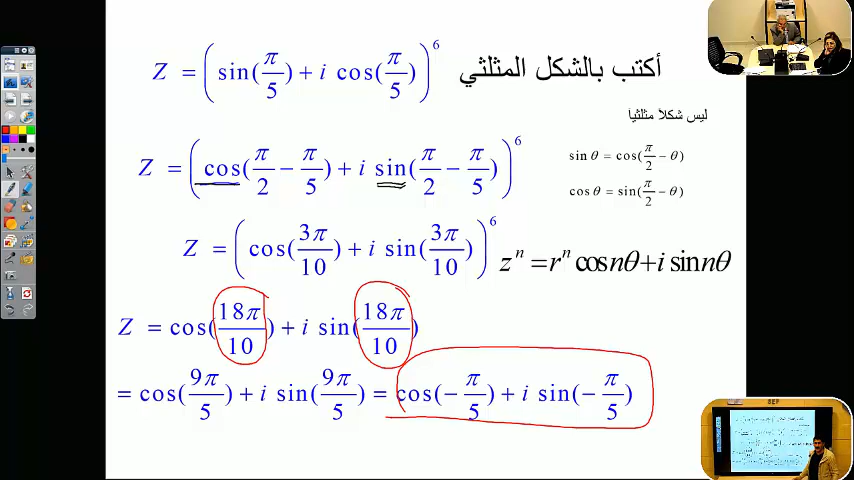 Z = (sin(π/5) + i cos(π/5))^6 أكتب بالشكل المثلثي
ليس شكلاً مثلثيا
Z = (cos(π/2 − π/5) + i sin(π/2 − π/5))^6
sin θ = cos(π/2 − θ)
cos θ = sin(π/2 − θ)
Z = (cos(3π/10) + i sin(3π/10))^6
z^n = r^n cos nθ + i sin nθ
Z = cos(18π/10) + i sin(18π/10)
= cos(9π/5) + i sin(9π/5) = cos(−π/5) + i sin(−π/5)